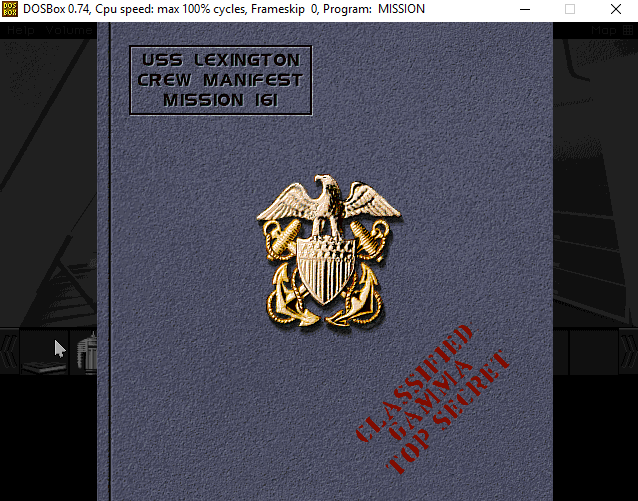 DOSBox 0.74, Cpu speed: max 100% cycles, Frameskip 0, Program: MISSION
Help Volume Map
USS LEXINGTON
CREW MANIFEST
MISSION 161
CLASSIFIED
GAMMA
TOP SECRET